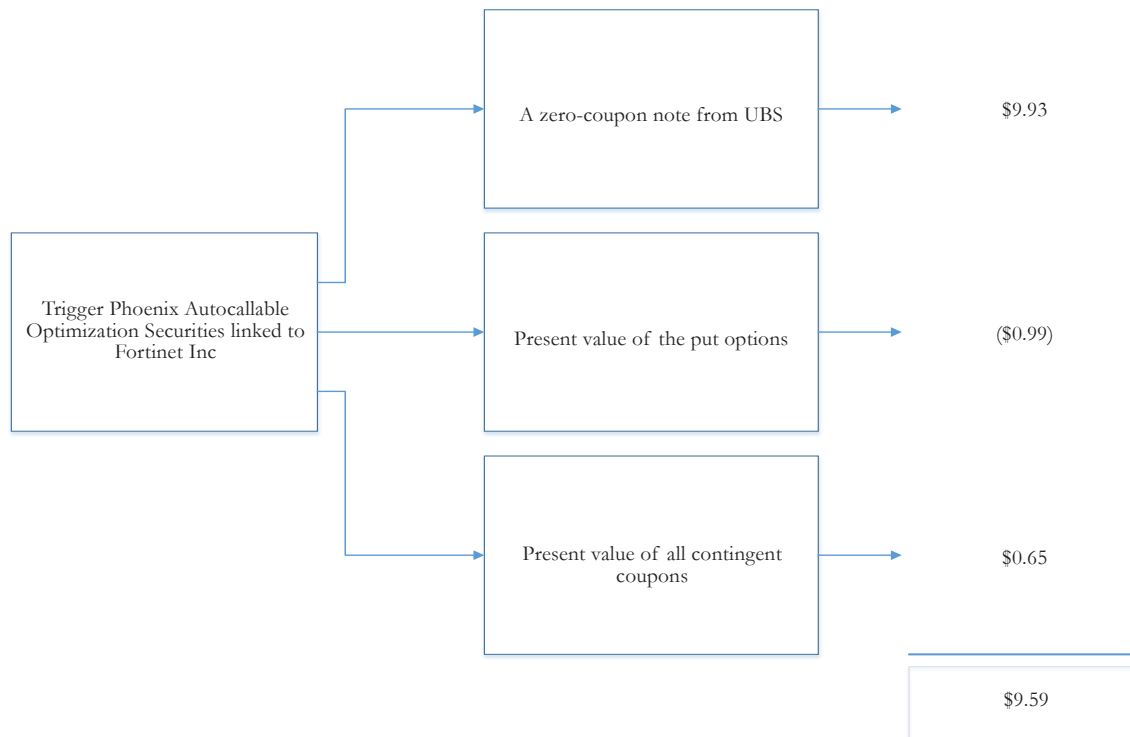 A zero-coupon note from UBS
$9.93
Trigger Phoenix Autocallable
Optimization Securities linked to
Fortinet Inc
Present value of the put options
($0.99)
Present value of all contingent
coupons
$0.65
$9.59